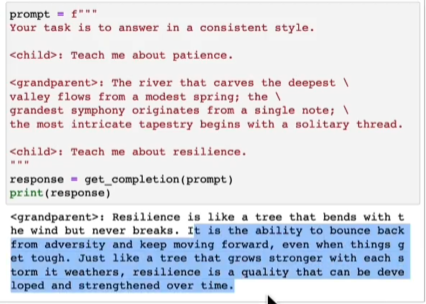 prompt = f"""
Your task is to answer in a consistent style.
<child>: Teach me about patience.
<grandparent>: The river that carves the deepest \
valley flows from a modest spring; the \
grandest symphony originates from a single note; \
the most intricate tapestry begins with a solitary thread.
<child>: Teach me about resilience.
"""
response = get_completion(prompt)
print(response)
<grandparent>: Resilience is like a tree that bends with t
he wind but never breaks. It is the ability to bounce back
from adversity and keep moving forward, even when things g
et tough. Just like a tree that grows stronger with each s
torm it weathers, resilience is a quality that can be deve
loped and strengthened over time.